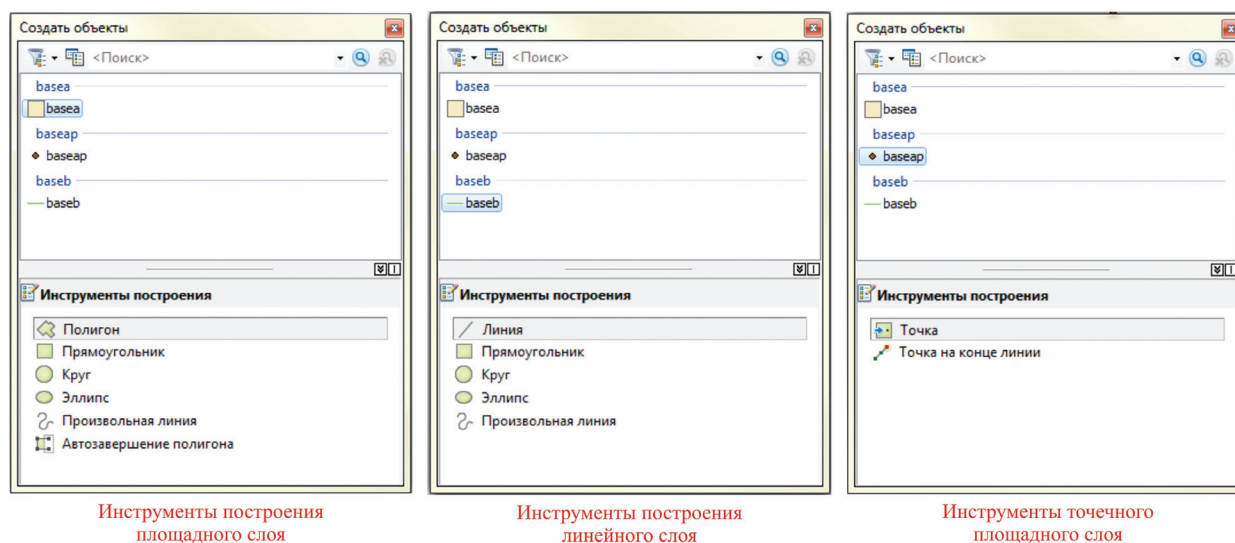 Создать объекты
<Поиск>
basea
basea
baseap
baseap
baseb
baseb
Инструменты построения
Полигон
Прямоугольник
Круг
Эллипс
Произвольная линия
Автозавершение полигона
Инструменты построения
площадного слоя
Создать объекты
<Поиск>
basea
basea
baseap
baseap
baseb
baseb
Инструменты построения
Линия
Прямоугольник
Круг
Эллипс
Произвольная линия
Инструменты построения
линейного слоя
Создать объекты
<Поиск>
basea
basea
baseap
baseap
baseb
baseb
Инструменты построения
Точка
Точка на конце линии
Инструменты точечного
площадного слоя